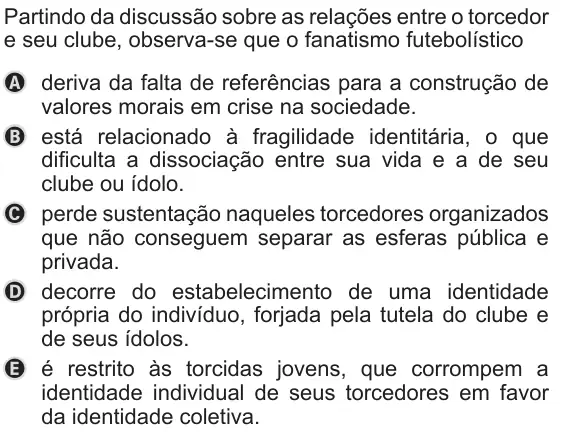 Partindo da discussão sobre as relações entre o torcedor
e seu clube, observa-se que o fanatismo futebolístico
A deriva da falta de referências para a construção de
valores morais em crise na sociedade.
B está relacionado à fragilidade identitária, o que
dificulta a dissociação entre sua vida e a de seu
clube ou ídolo.
C perde sustentação naqueles torcedores organizados
que não conseguem separar as esferas pública e
privada.
D decorre do estabelecimento de uma identidade
própria do indivíduo, forjada pela tutela do clube e
de seus ídolos.
E é restrito às torcidas jovens, que corrompem a
identidade individual de seus torcedores em favor
da identidade coletiva.